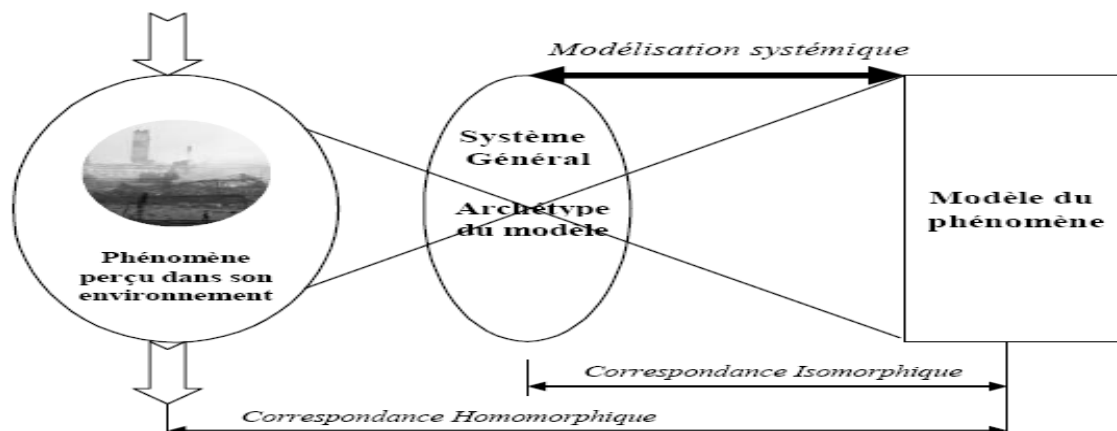 Modélisation systémique
Système
Général
Archétype
du modèle
Modèle du
phénomène
Phénomène
perçu dans son
environnement
Correspondance Isomorphique
Correspondance Homomorphique